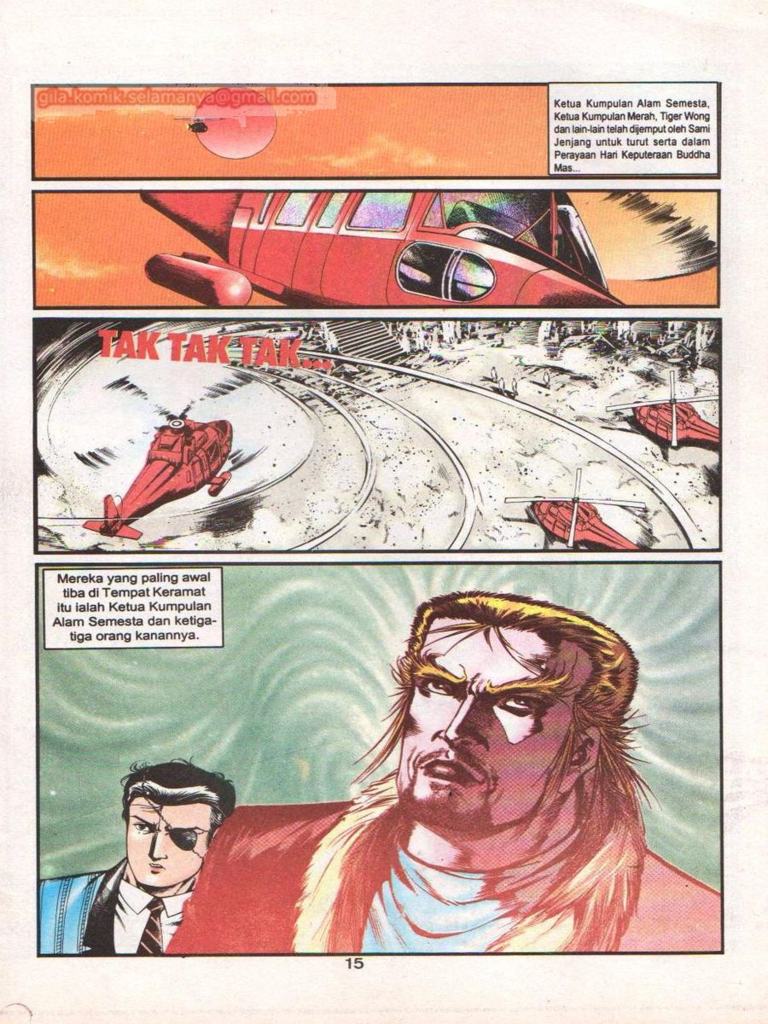 gila.komik.selamanya@gmail.com
Ketua Kumpulan Alam Semesta,
Ketua Kumpulan Merah, Tiger Wong
dan lain-lain telah dijemput oleh Sami
Jenjang untuk turut serta dalam
Perayaan Hari Keputeraan Buddha
Mas...
TAK TAK TAK...
Mereka yang paling awal
tiba di Tempat Keramat
itu ialah Ketua Kumpulan
Alam Semesta dan ketiga-
tiga orang kanannya.
15